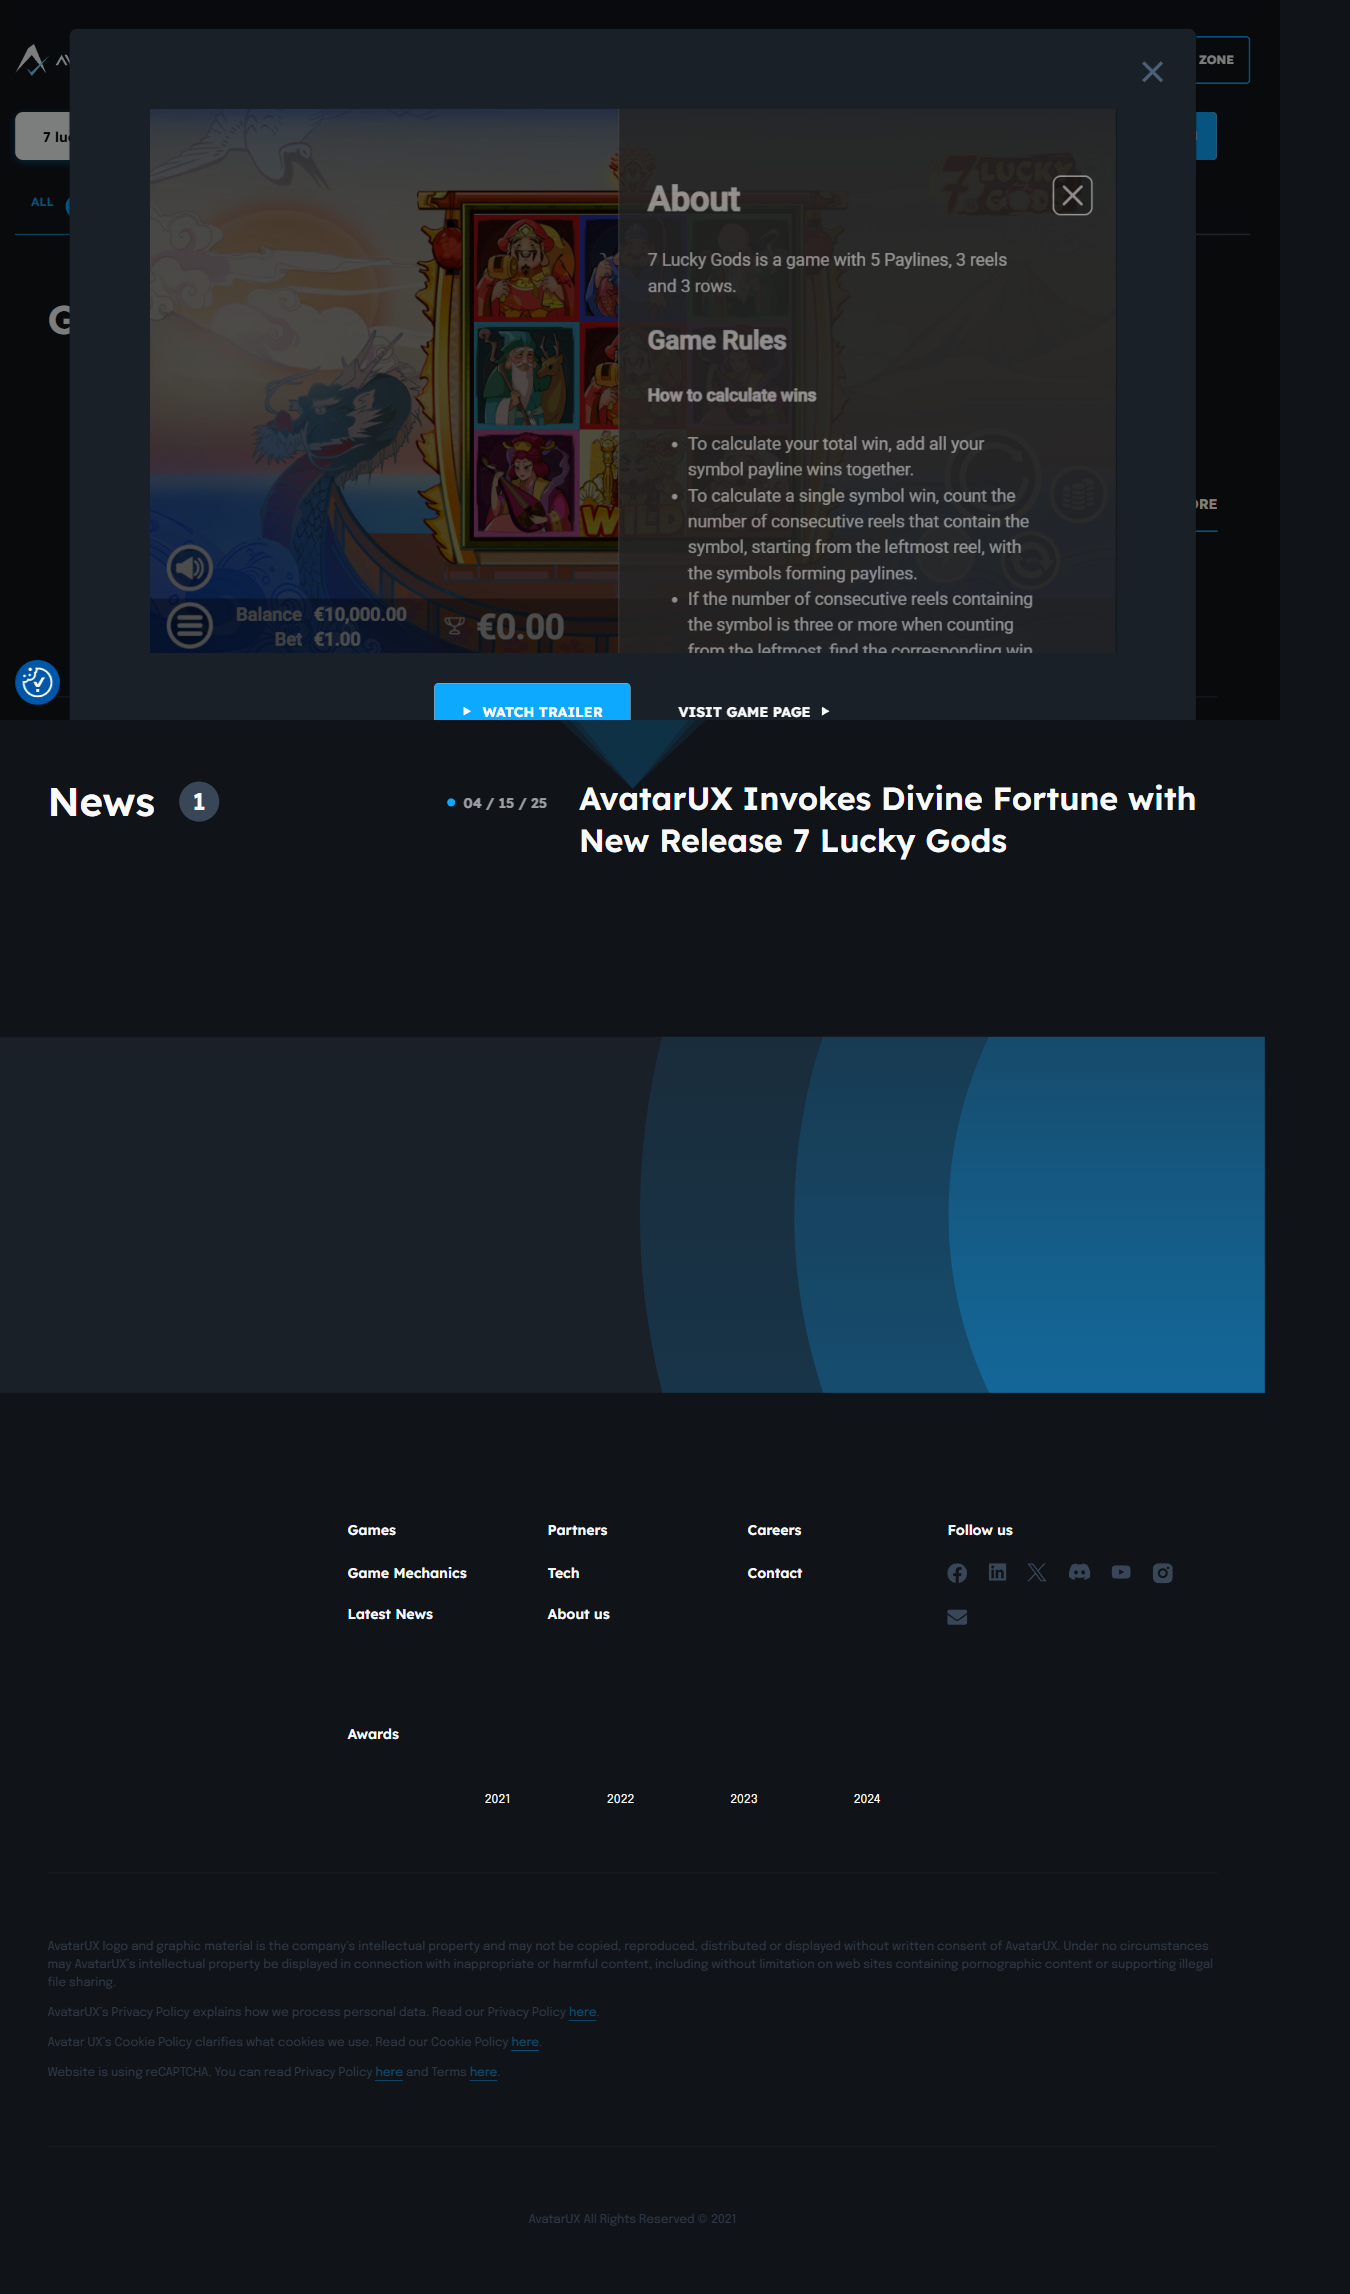 ZONE
7 luc
ALL
G
7 LUCKY
GODS
About
7 Lucky Gods is a game with 5 Paylines, 3 reels
and 3 rows.
Game Rules
How to calculate wins
• To calculate your total win, add all your
symbol payline wins together.
• To calculate a single symbol win, count the
number of consecutive reels that contain the
symbol, starting from the leftmost reel, with
the symbols forming paylines.
• If the number of consecutive reels containing
the symbol is three or more when counting
from the leftmost, find the corresponding win
WILD
Balance €10,000.00
Bet €1.00
€0.00
ORE
WATCH TRAILER
VISIT GAME PAGE
News 1
04 / 15 / 25
AvatarUX Invokes Divine Fortune with
New Release 7 Lucky Gods
Games
Game Mechanics
Latest News
Partners
Tech
About us
Careers
Contact
Follow us
Awards
2021 2022 2023 2024
AvatarUX logo and graphic material is the company's intellectual property and may not be copied, reproduced, distributed or displayed without written consent of AvatarUX. Under no circumstances
may AvatarUX's intellectual property be displayed in connection with inappropriate or harmful content, including without limitation on web sites containing pornographic content or supporting illegal
file sharing.
AvatarUX's Privacy Policy explains how we process personal data. Read our Privacy Policy here.
Avatar UX's Cookie Policy clarifies what cookies we use. Read our Cookie Policy here.
Website is using reCAPTCHA. You can read Privacy Policy here and Terms here.
AvatarUX All Rights Reserved © 2021